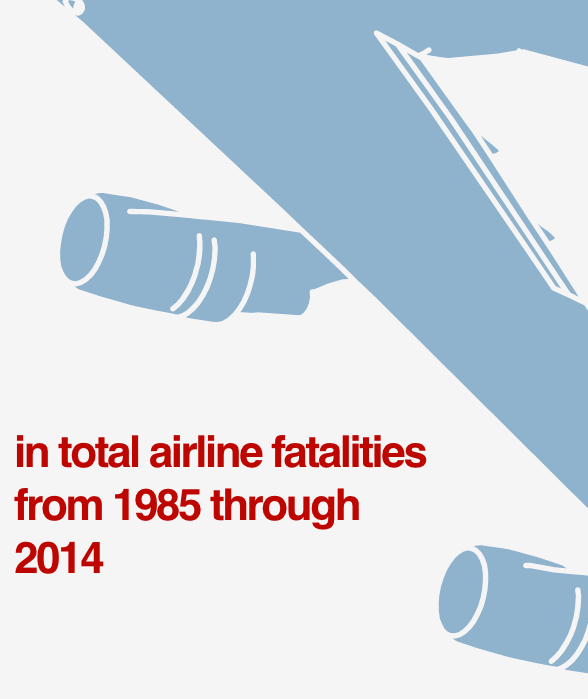 in total airline fatalities
from 1985 through
2014